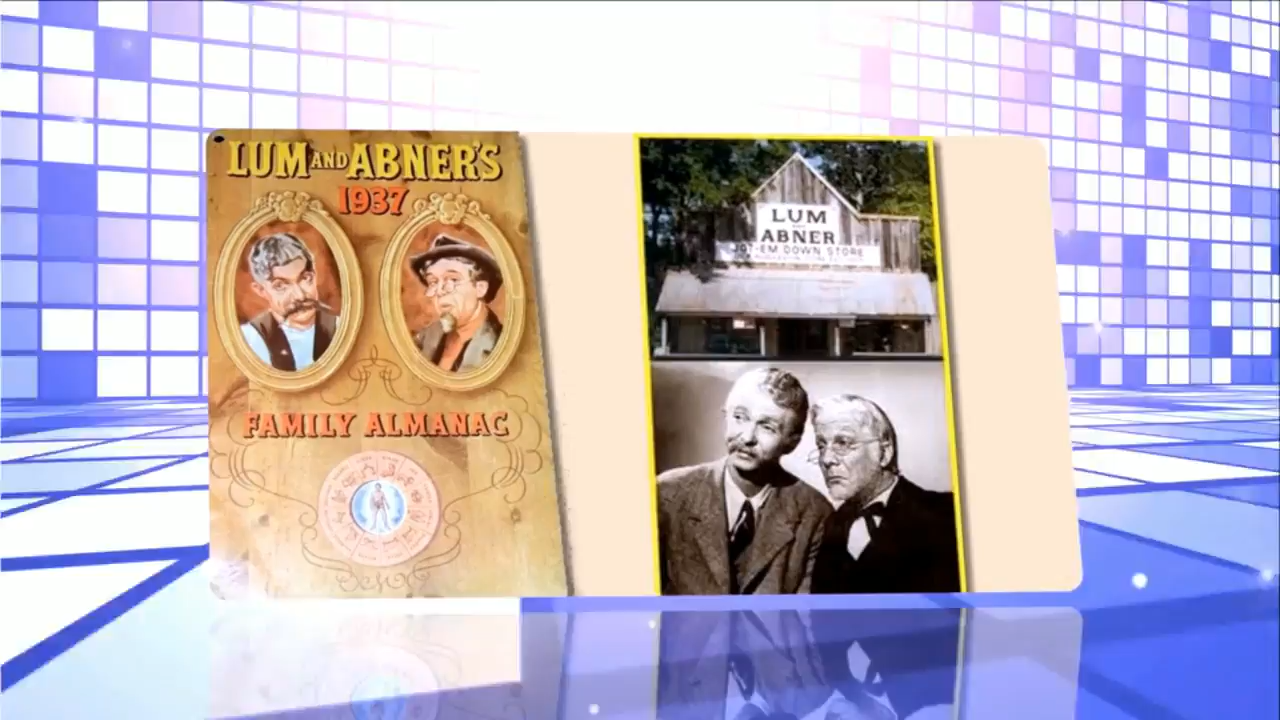 LUM AND ABNER'S
1937
FAMILY ALMANAC
LUM
ABNER
JOT-EM DOWN STORE